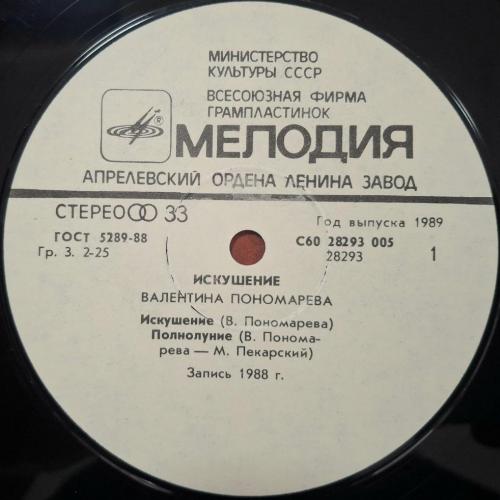 МИНИСТЕРСТВО
КУЛЬТУРЫ СССР
ВСЕСОЮЗНАЯ ФИРМА
ГРАМПЛАСТИНОК
®
МЕЛОДИЯ
АПРЕЛЕВСКИЙ ОРДЕНА ЛЕНИНА ЗАВОД
СТЕРЕО 33
Год выпуска 1989
ГОСТ 5289-88
С60 28293 005
Гр. 3. 2-25
28293
1
ИСКУШЕНИЕ
ВАЛЕНТИНА ПОНОМАРЕВА
Искушение (В. Пономарева)
Полнолуние (В. Понома-
рева — М. Пекарский)
Запись 1988 г.